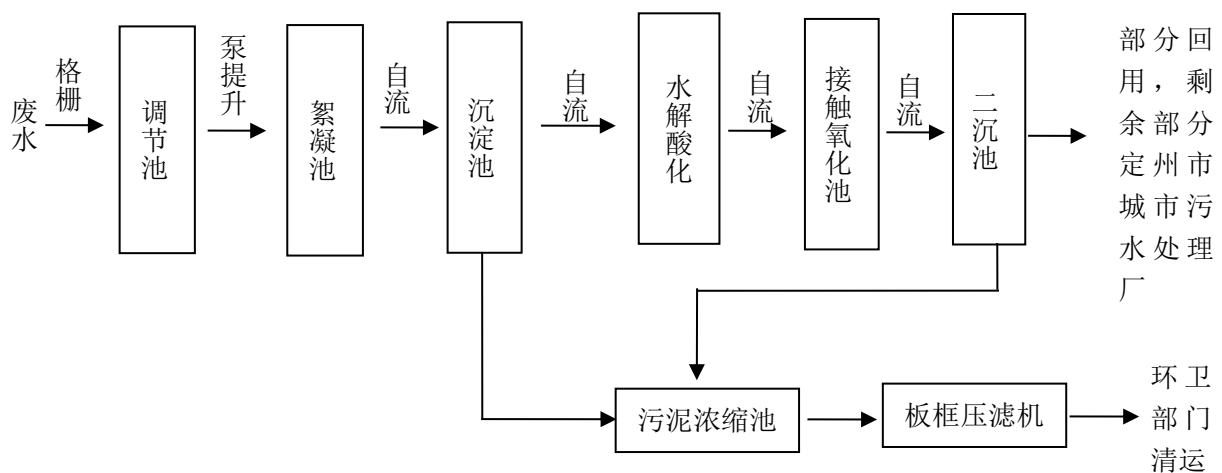 废水
格栅
调节池
泵提升
絮凝池
自流
沉淀池
自流
水解酸化
自流
接触氧化池
自流
二沉池
部分回
用，剩
余部分
定州市
城市污
水处理
厂
污泥浓缩池
板框压滤机
环卫
部门
清运